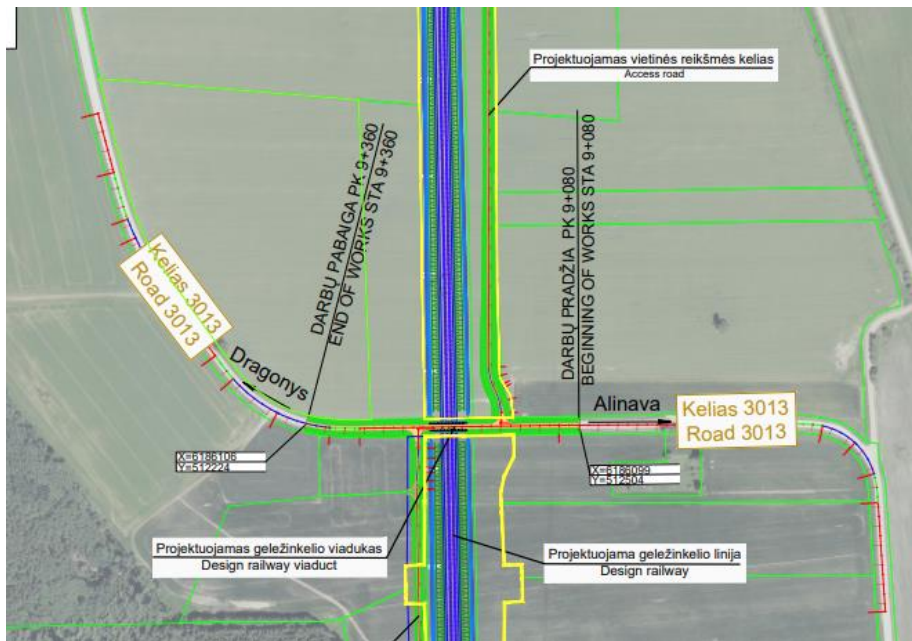 Projektuojamas vietinės reikšmės kelias
Access road
DARBŲ PABAIGA PK 9+360
END OF WORKS STA 9+360
DARBŲ PRADŽIA PK 9+080
BEGINNING OF WORKS STA 9+080
Kelias 3013
Road 3013
Dragonys
Alinava
Kelias 3013
Road 3013
X=6186106
Y=512224
X=6186099
Y=512504
Projektuojamas geležinkelio viadukas
Design railway viaduct
Projektuojama geležinkelio linija
Design railway